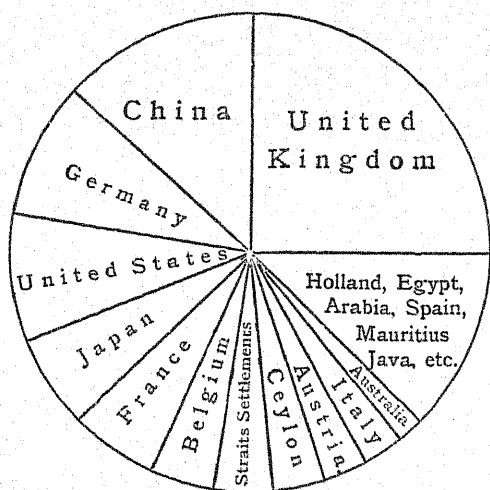 China
United
Kingdom
Germany
United States
Japan
France
Belgium
Straits Settlements
Ceylon
Austria.
Italy
Australia
Holland, Egypt,
Arabia, Spain,
Mauritius
Java, etc.